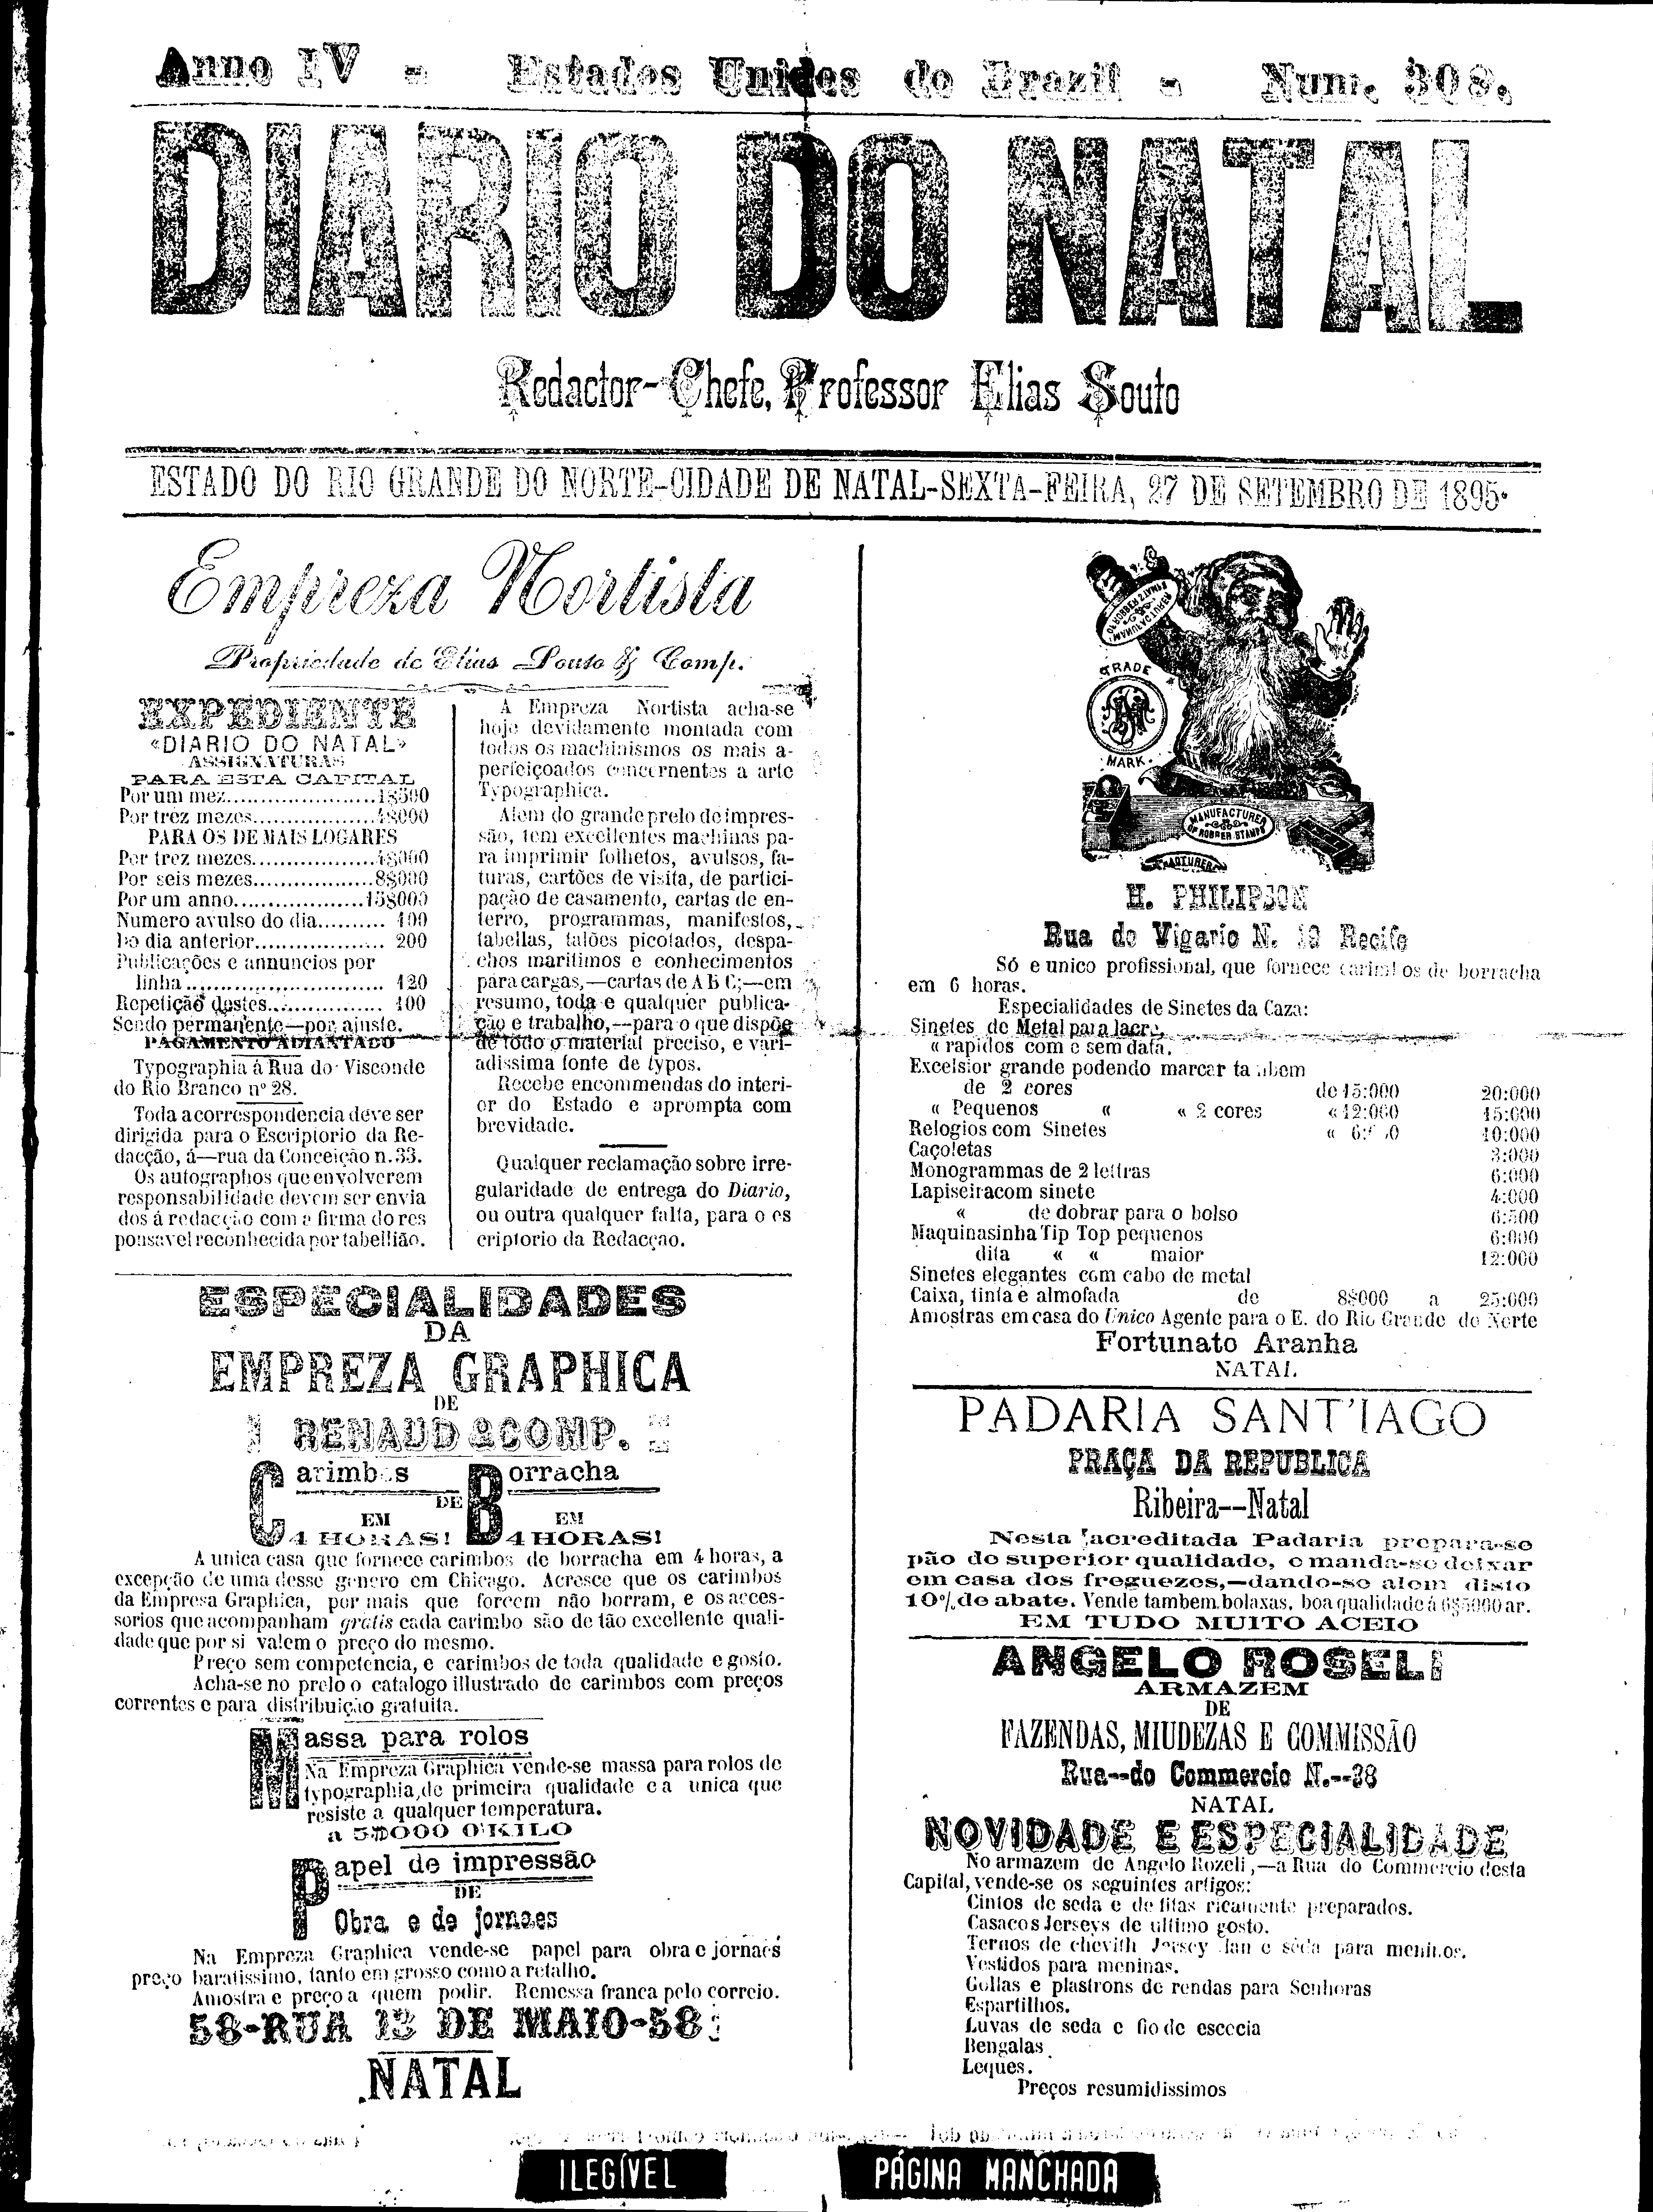 Anno IV - Estados Unidos do Brazil - Num. 308.
DIARIO DO NATAL
Redactor-Chefe, Professor Elias Souto
ESTADO DO RIO GRANDE DO NORTE-CIDADE DE NATAL-SEXTA-FEIRA, 27 DE SETEMBRO DE 1895.
Empreza Nortista
Propriedade de Elias Souto & Comp.
EXPEDIENTE
«DIARIO DO NATAL»
ASSIGNATURAS
PARA ESTA CAPITAL
Por um mez......................1$500
Por trez mezes..................4$000
PARA OS DE MAIS LOGARES
Por trez mezes..................4$000
Por seis mezes..................8$000
Por um anno...................15$000
Numero avulso do dia.......... 100
Do dia anterior................... 200
Publicações e annuncios por
linha............................. 120
Repetição destes................. 100
Sendo permanente—por ajuste.
PAGAMENTO ADIANTADO
Typographia á Rua do Visconde
do Rio Branco nº 28.
Toda a correspondencia deve ser
dirigida para o Escriptorio da Re-
dacção, á—rua da Conceição n. 33.
Os autographos que envolverem
responsabilidade devem ser envia
dos á redacção com a firma do res
ponsavel reconhecida por tabellião.
A Empreza Nortista acha-se
hoje devidamente montada com
todos os machinismos os mais a-
perfeiçoados concernentes a arte
Typographica.
Alem do grande prelo de impres-
são, tem excellentes machinas pa-
ra imprimir folhetos, avulsos, fa-
turas, cartões de visita, de partici-
pação de casamento, cartas de en-
terro, programmas, manifestos,
tabellas, talões picotados, despa-
chos maritimos e conhecimentos
para cargas,—cartas de A B C;—em
resumo, toda e qualquer publica-
ção e trabalho,—para o que dispõe
de todo o material preciso, e vari-
adissima fonte de typos.
Recebe encommendas do interi-
or do Estado e aprompta com
brevidade.
Qualquer reclamação sobre irre-
gularidade de entrega do Diario,
ou outra qualquer falta, para o es
criptorio da Redacçao.
ESPECIALIDADES
DA
EMPREZA GRAPHICA
DE
RENAUD &COMP.
Carimbos
DE
Borracha
EM
4 HORAS!
EM
4 HORAS!
A unica casa que fornece carimbos de borracha em 4 horas, a
excepção de uma desse genero em Chicago. Acresce que os carimbos
da Empresa Graphica, por mais que forcem não borram, e os acces-
sorios que acompanham gratis cada carimbo são de tão excellente quali-
dade que por si valem o preço do mesmo.
Preço sem competencia, e carimbos de toda qualidade e gosto.
Acha-se no prelo o catalogo illustrado de carimbos com preços
correntes e para distribuição gratuita.
Massa para rolos
Na Empreza Graphica vende-se massa para rolos de
typographia, de primeira qualidade e a unica que
resiste a qualquer temperatura.
a 5$000 O KILO
Papel de impressão
DE
Obra e de jornaes
Na Empreza Graphica vende-se papel para obra e jornaes
preço baratissimo, tanto em grosso como a retalho.
Amostra e preço a quem podir. Remessa franca pelo correio.
58-RUA 13 DE MAIO-58
NATAL
TRADE
MARK.
MANUFACTURER
OF RUBBER STAMPS
H. PHILIPSON
Rua do Vigario N. 19 Recife
Só e unico profissional, que fornece carimbos de borracha
em 6 horas.
Especialidades de Sinetes da Caza:
Sinetes de Metal para lacre,
« rapidos com e sem data.
Excelsior grande podendo marcar tambem
de 2 cores de 15:000 20:000
« Pequenos « « 2 cores « 12:000 15:000
Relogios com Sinetes « 10:000
Caçoletas 3:000
Monogrammas de 2 lettras 6:000
Lapiseira com sinete 4:000
« de dobrar para o bolso 6:500
Maquinasinha Tip Top pequenos 6:000
dita « « maior 12:000
Sinetes elegantes com cabo de metal
Caixa, tinta e almofada de 8$000 a 25:000
Amostras em casa do Unico Agente para o E. do Rio Grande do Norte
Fortunato Aranha
NATAL
PADARIA SANT'IAGO
PRAÇA DA REPUBLICA
Ribeira--Natal
Nesta acreditada Padaria prepara-se
pão de superior qualidade, e manda-se deixar
em casa dos freguezes,—dando-se alem disto
10% de abate. Vende tambem bolaxas, boa qualidade á 6$5000 ar.
EM TUDO MUITO ACEIO
ANGELO ROSELI
ARMAZEM
DE
FAZENDAS, MIUDEZAS E COMMISSÃO
Rua--do Commercio N.--38
NATAL
NOVIDADE E ESPECIALIDADE
No armazem de Angelo Rozeli,—a Rua do Commercio desta
Capital, vende-se os seguintes artigos:
Cintos de seda e de fitas ricamente preparados.
Casacos Jerseys de ultimo gosto.
Ternos de chevith Jersey lan e sêda para meninos.
Vestidos para meninas.
Gollas e plastrons de rendas para Senhoras
Espartilhos.
Luvas de seda e fio de escocia
Bengalas
Leques.
Preços resumidissimos
ILEGÍVEL
PÁGINA MANCHADA